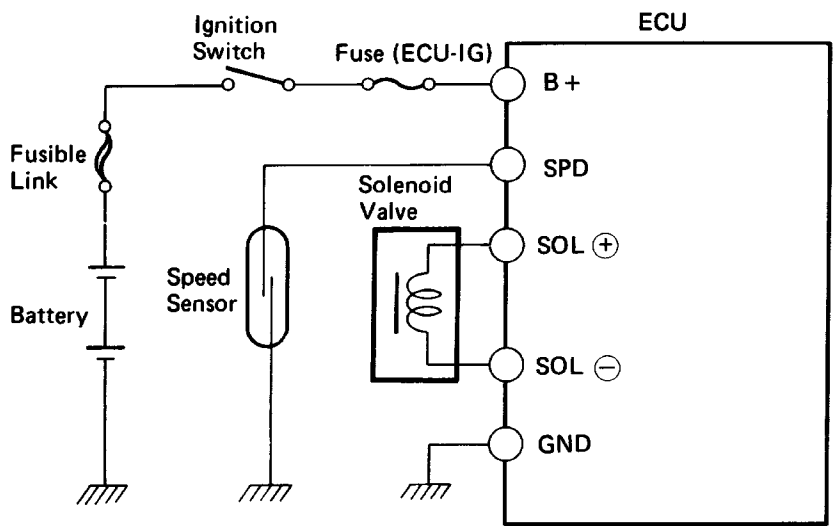 ECU
Ignition
Switch
Fuse (ECU-IG)
B+
Fusible
Link
SPD
Solenoid
Valve
SOL ⊕
Speed
Sensor
Battery
SOL ⊖
GND